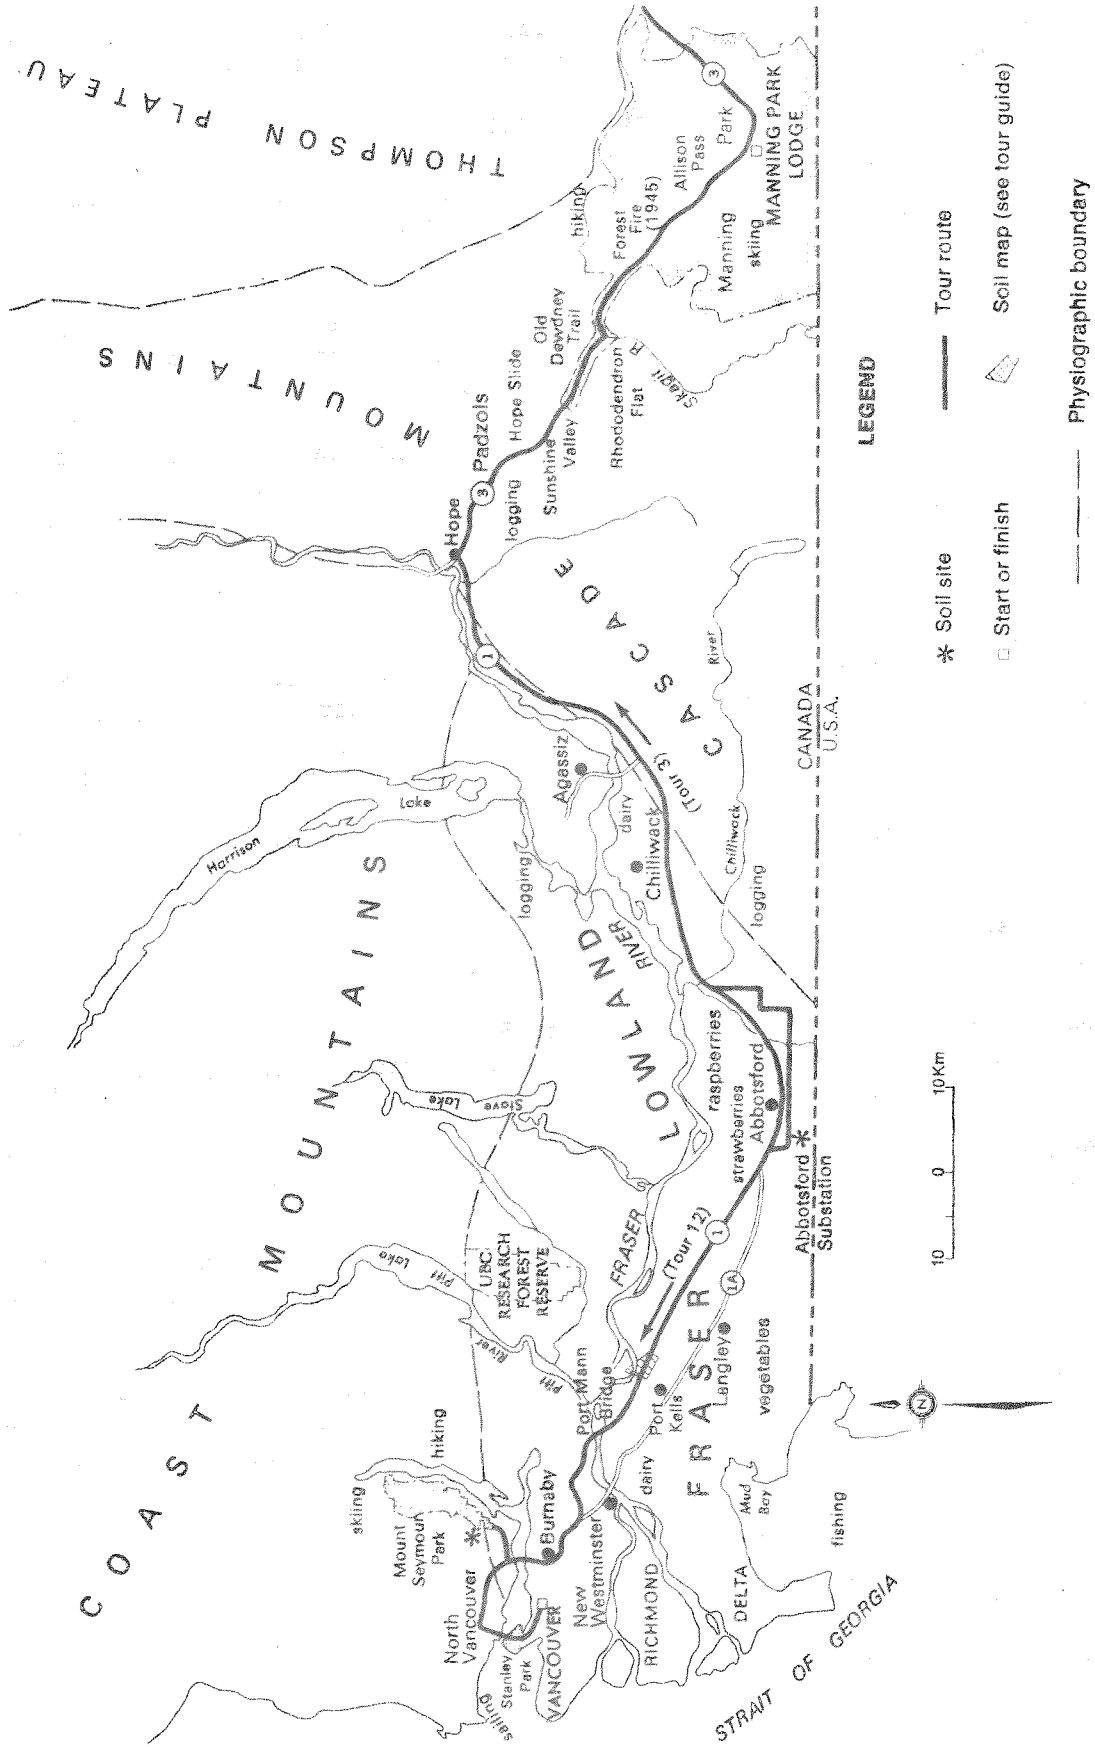 COAST MOUNTAINS
THOMPSON PLATEAU
MOUNTAINS
CASCADE
FRASER LOWLAND
FRASER
RIVER
Harrison
Lake
Stave
Lake
Pitt
Lake
Pitt
River
UBC
RESEARCH
FOREST
RESERVE
skiing
hiking
Mount
Seymour
Park
*
North
Vancouver
Stanley
Park
sailing
VANCOUVER
Burnaby
New
Westminster
RICHMOND
DELTA
STRAIT OF GEORGIA
fishing
Mud
Bay
Port Mann
Bridge
dairy
Port
Kells
Langley
vegetables
1A
1
(Tour 12)
strawberries
raspberries
Abbotsford
Abbotsford *
Substation
logging
logging
Chilliwack
River
Chilliwack
dairy
Agassiz
(Tour 3)
1
Hope
3
Padzols
logging
Hope Slide
Sunshine
Valley
Old
Dewdney
Trail
Rhododendron
Flat
Skagit R
hiking
Forest
Fire
(1945)
Allison
Pass
Manning
Park
skiing
3
MANNING PARK
LODGE
CANADA
U.S.A.
N
10 0 10Km
LEGEND
* Soil site
Tour route
Start or finish
Soil map (see tour guide)
Physiographic boundary